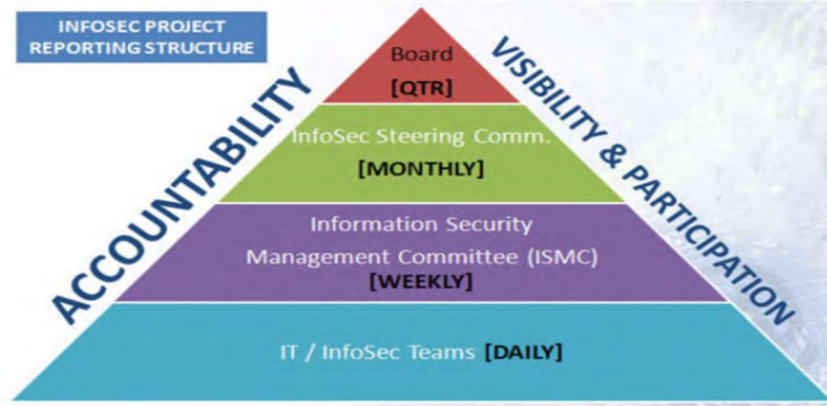 INFOSEC PROJECT
REPORTING STRUCTURE
ACCOUNTABILITY
VISIBILITY & PARTICIPATION
Board
[QTR]
InfoSec Steering Comm.
[MONTHLY]
Information Security
Management Committee (ISMC)
[WEEKLY]
IT / InfoSec Teams [DAILY]